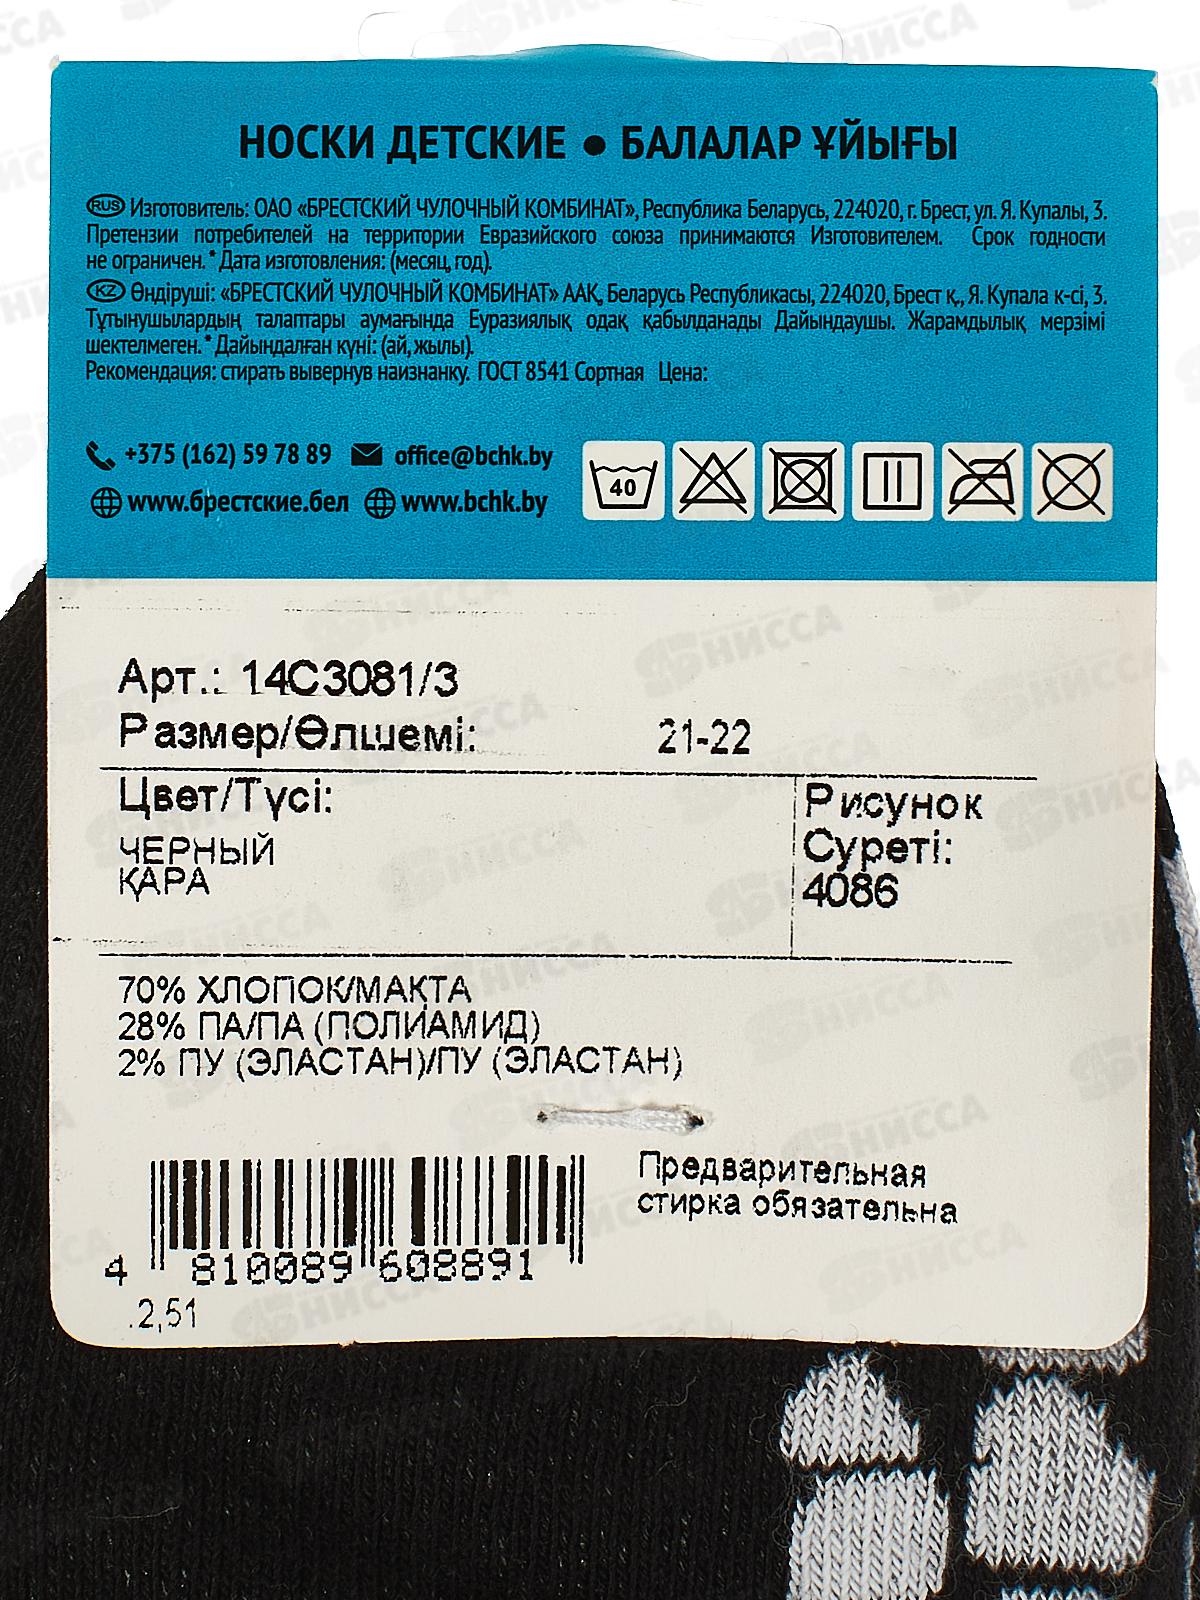 НОСКИ ДЕТСКИЕ ● БАЛАЛАР ҰЙЫҒЫ
RUS Изготовитель: ОАО «БРЕСТСКИЙ ЧУЛОЧНЫЙ КОМБИНАТ», Республика Беларусь, 224020, г. Брест, ул. Я. Купалы, 3.
Претензии потребителей на территории Евразийского союза принимаются Изготовителем. Срок годности
не ограничен. * Дата изготовления: (месяц, год).
KZ Өндіруші: «БРЕСТСКИЙ ЧУЛОЧНЫЙ КОМБИНАТ» ААҚ, Беларусь Республикасы, 224020, Брест қ., Я. Купала к-сі, 3.
Тұтынушылардың талаптары аумағында Еуразиялық одақ қабылданады Дайындаушы. Жарамдылық мерзімі
шектелмеген. * Дайындалған күні: (ай, жылы).
Рекомендация: стирать вывернув наизнанку. ГОСТ 8541 Сортная Цена:
+375 (162) 59 78 89 office@bchk.by
www.брестские.бел www.bchk.by
40
Арт.: 14С3081/3
Размер/Өлшемі: 21-22
Цвет/Түсі:
ЧЕРНЫЙ
ҚАРА
Рисунок
Суреті:
4086
70% ХЛОПОК/МАҚТА
28% ПА/ПА (ПОЛИАМИД)
2% ПУ (ЭЛАСТАН)/ПУ (ЭЛАСТАН)
Предварительная
стирка обязательна
4 810089 608891
.2,51
НИССА